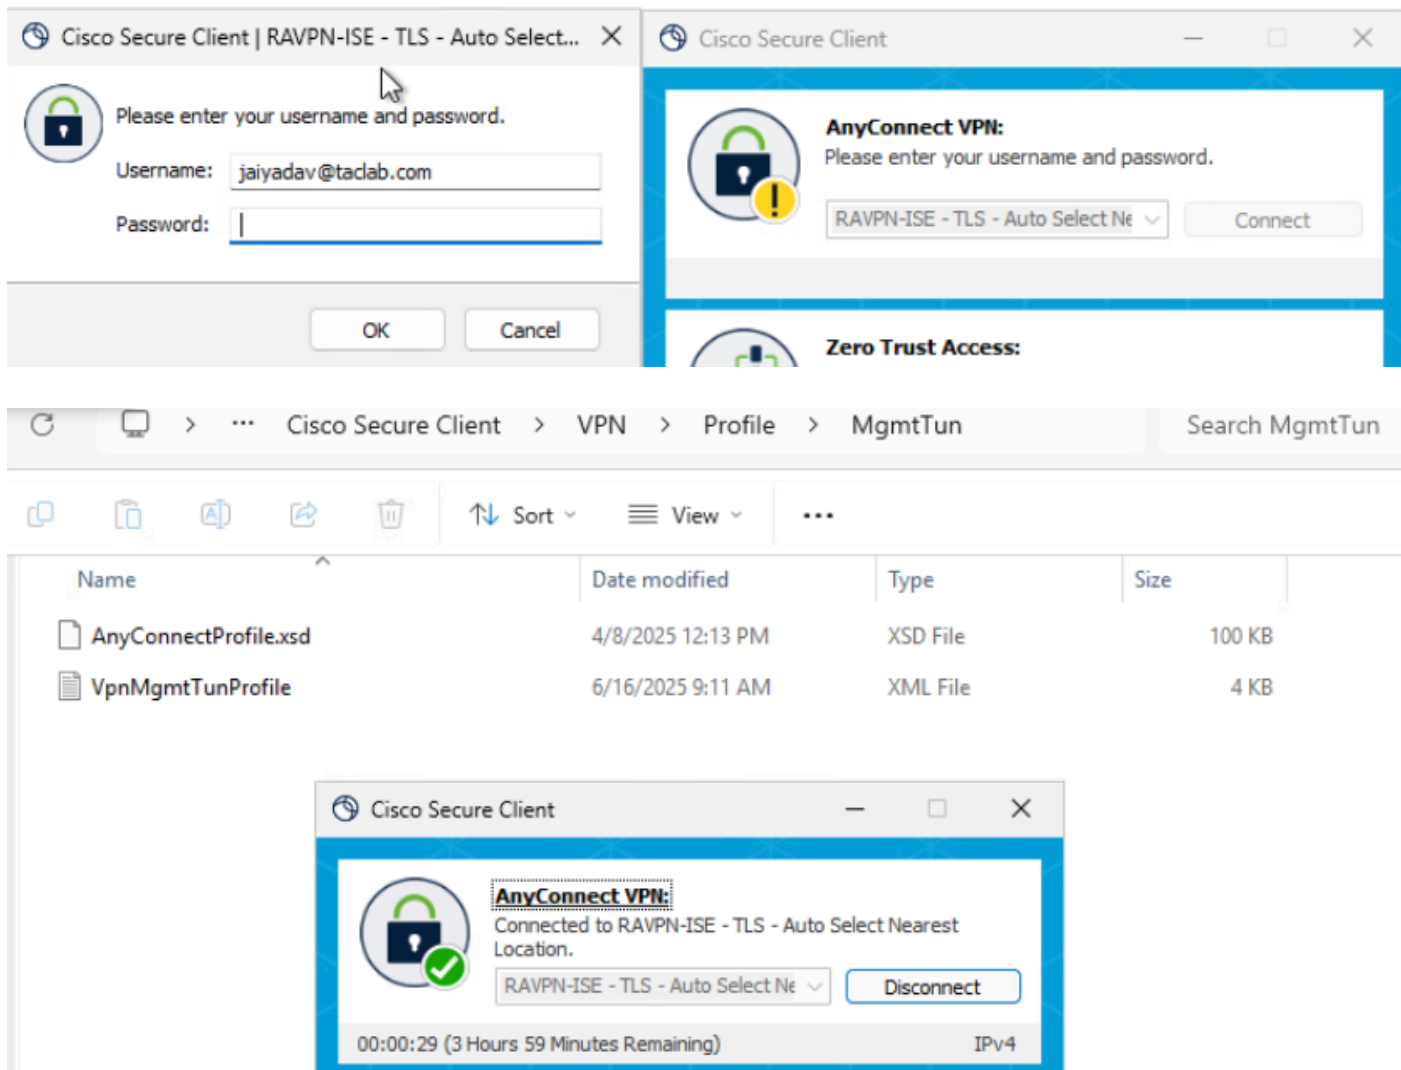 Cisco Secure Client | RAVPN-ISE - TLS - Auto Select...
Please enter your username and password.
Username: jaiyadav@taclab.com
Password:
OK Cancel
Cisco Secure Client
AnyConnect VPN:
Please enter your username and password.
RAVPN-ISE - TLS - Auto Select Ne Connect
Zero Trust Access:
... Cisco Secure Client > VPN > Profile > MgmtTun Search MgmtTun
Sort View ...
Name Date modified Type Size
AnyConnectProfile.xsd 4/8/2025 12:13 PM XSD File 100 KB
VpnMgmtTunProfile 6/16/2025 9:11 AM XML File 4 KB
Cisco Secure Client
AnyConnect VPN:
Connected to RAVPN-ISE - TLS - Auto Select Nearest
Location.
RAVPN-ISE - TLS - Auto Select Ne Disconnect
00:00:29 (3 Hours 59 Minutes Remaining) IPv4